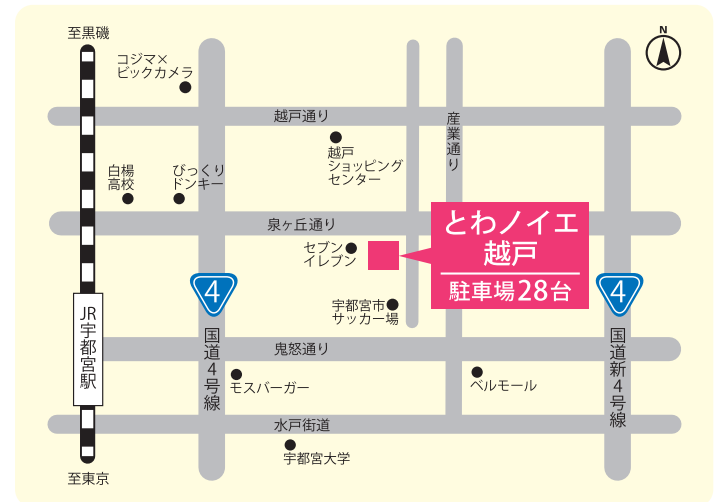 至黒磯
N
コジマ×
ビックカメラ
越戸通り
産業通り
越戸
ショッピング
センター
白楊
高校
びっくり
ドンキー
泉ヶ丘通り
セブン
イレブン
とわノイエ
越戸
駐車場28台
4
4
宇都宮市
サッカー場
JR宇都宮駅
国道4号線
国道新4号線
鬼怒通り
モスバーガー
ベルモール
水戸街道
宇都宮大学
至東京